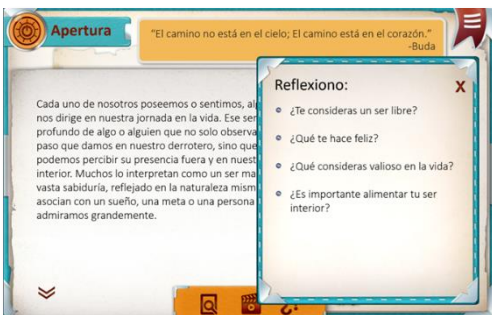 Apertura
"El camino no está en el cielo; El camino está en el corazón."
-Buda
Cada uno de nosotros poseemos o sentimos,
nos dirige en nuestra jornada en la vida. Ese
profundo de algo o alguien que no solo observa
paso que damos en nuestro derrotero, sino que
podemos percibir su presencia fuera y en
interior. Muchos lo interpretan como un ser
vasta sabiduría, reflejado en la naturaleza
asocian con un sueño, una meta o una persona
admiramos grandemente.
Reflexiono:
X
¿Te consideras un ser libre?
¿Qué te hace feliz?
¿Qué consideras valioso en la vida?
¿Es importante alimentar tu ser
interior?